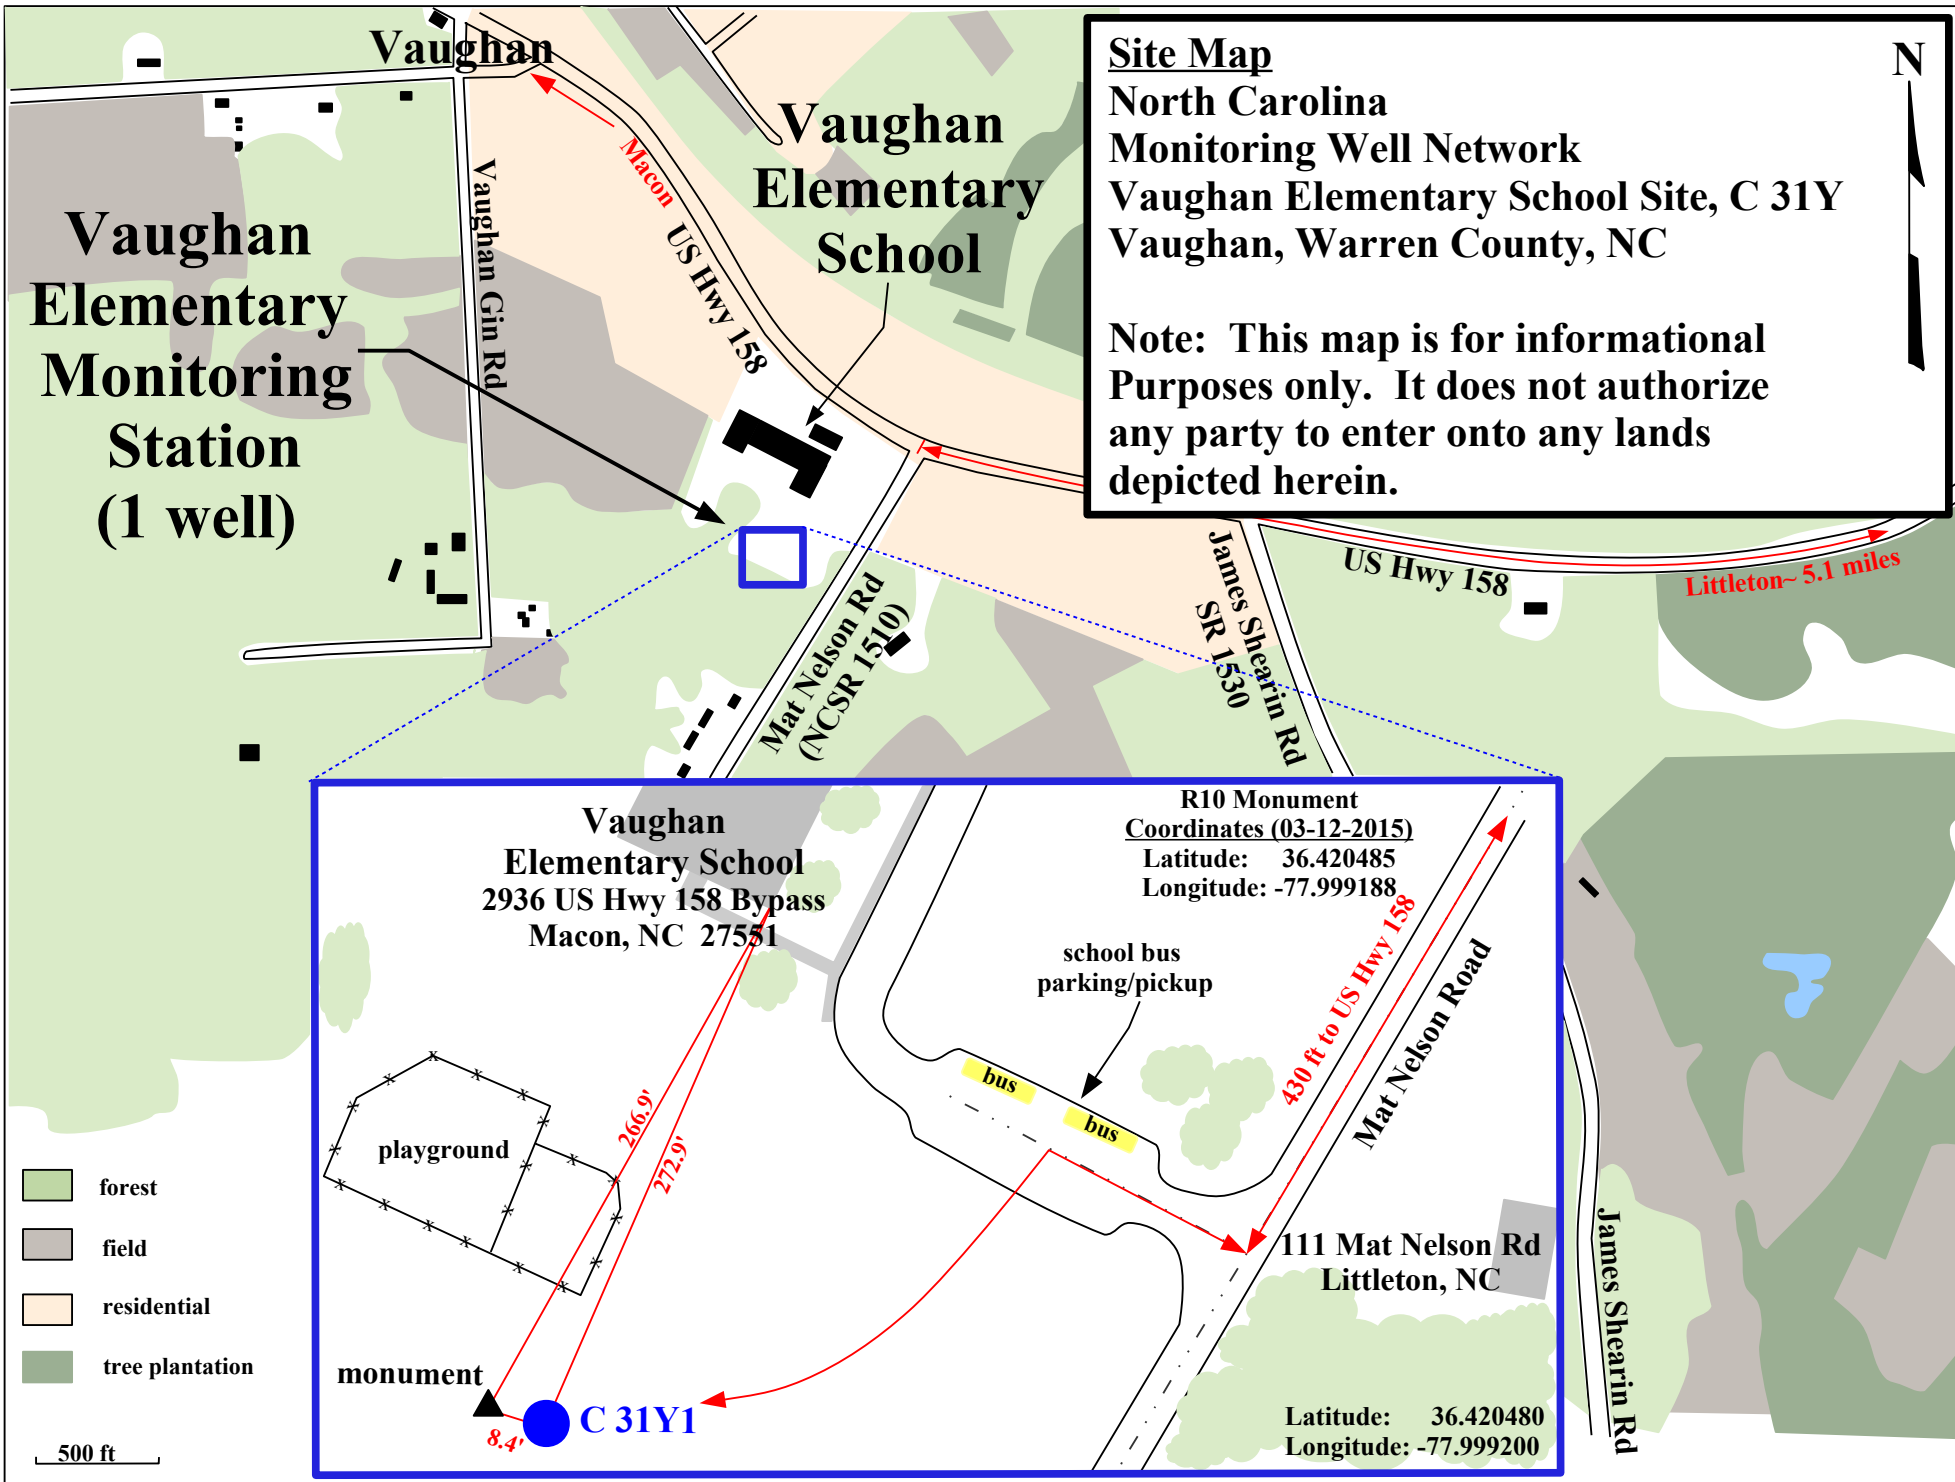 Vaughan
Site Map
North Carolina
Monitoring Well Network
Vaughan Elementary School Site, C 31Y
Vaughan, Warren County, NC
Note: This map is for informational
Purposes only. It does not authorize
any party to enter onto any lands
depicted herein.
N
Vaughan
Elementary
School
Macon
US Hwy 158
Vaughan Gin Rd
Vaughan
Elementary
Monitoring
Station
(1 well)
US Hwy 158
Littleton~ 5.1 miles
James Shearin Rd
SR 1530
Mat Nelson Rd
(NCSR 1510)
Vaughan
Elementary School
2936 US Hwy 158 Bypass
Macon, NC 27551
R10 Monument
Coordinates (03-12-2015)
Latitude: 36.420485
Longitude: -77.999188
school bus
parking/pickup
430 ft to US Hwy 158
Mat Nelson Road
bus
bus
266.9'
272.9'
playground
x x x x x x x x x x x x x x x x x x x x
111 Mat Nelson Rd
Littleton, NC
James Shearin Rd
forest
field
residential
tree plantation
monument
C 31Y1
8.4'
Latitude: 36.420480
Longitude: -77.999200
500 ft